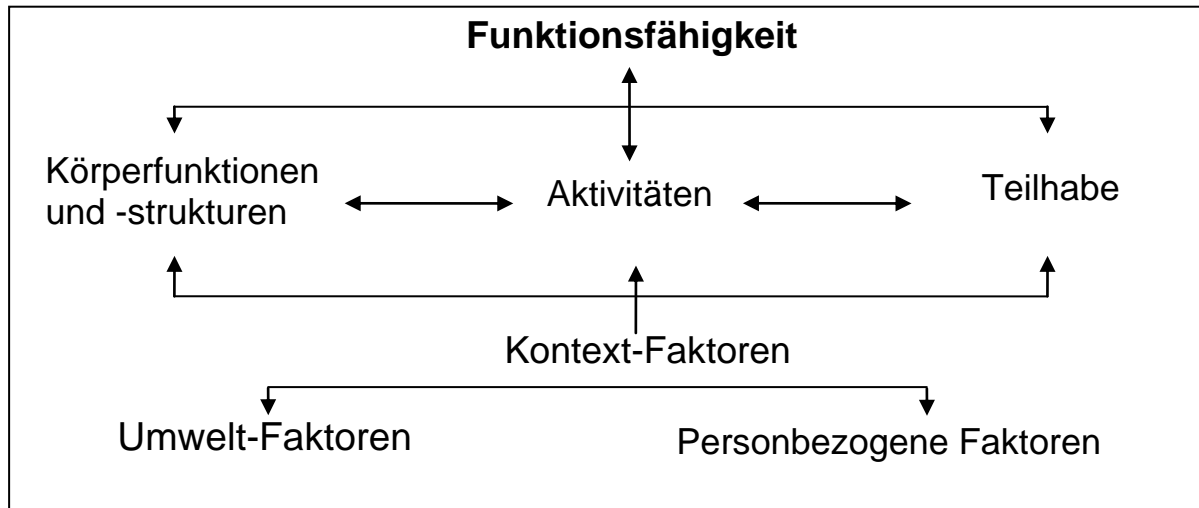 Funktionsfähigkeit
Körperfunktionen
und -strukturen
Aktivitäten
Teilhabe
Kontext-Faktoren
Umwelt-Faktoren
Personbezogene Faktoren